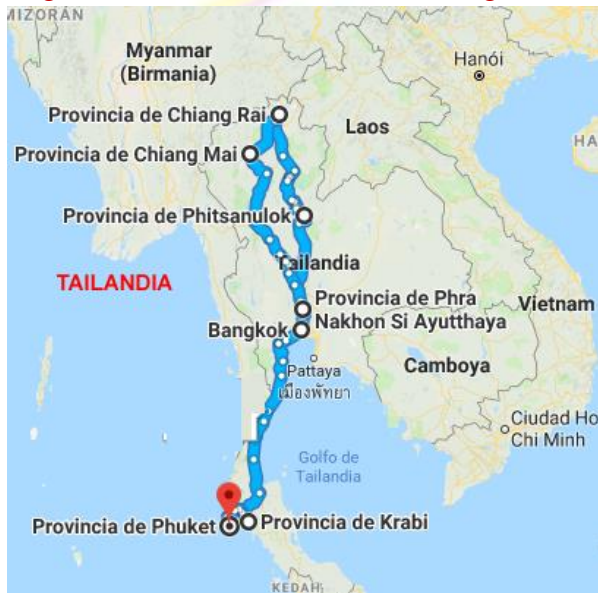 MIZORÁN
Myanmar
(Birmania)
Hanói
Provincia de Chiang Rai
Laos
HA
Provincia de Chiang Mai
Provincia de Phitsanulok
Tailandia
TAILANDIA
Provincia de Phra
Nakhon Si Ayutthaya
Vietnam
Bangkok
Pattaya
เมืองพัทยา
Camboya
Ciudad Ho
Chi Minh
Golfo de
Tailandia
Provincia de Phuket
Provincia de Krabi
KEDAH